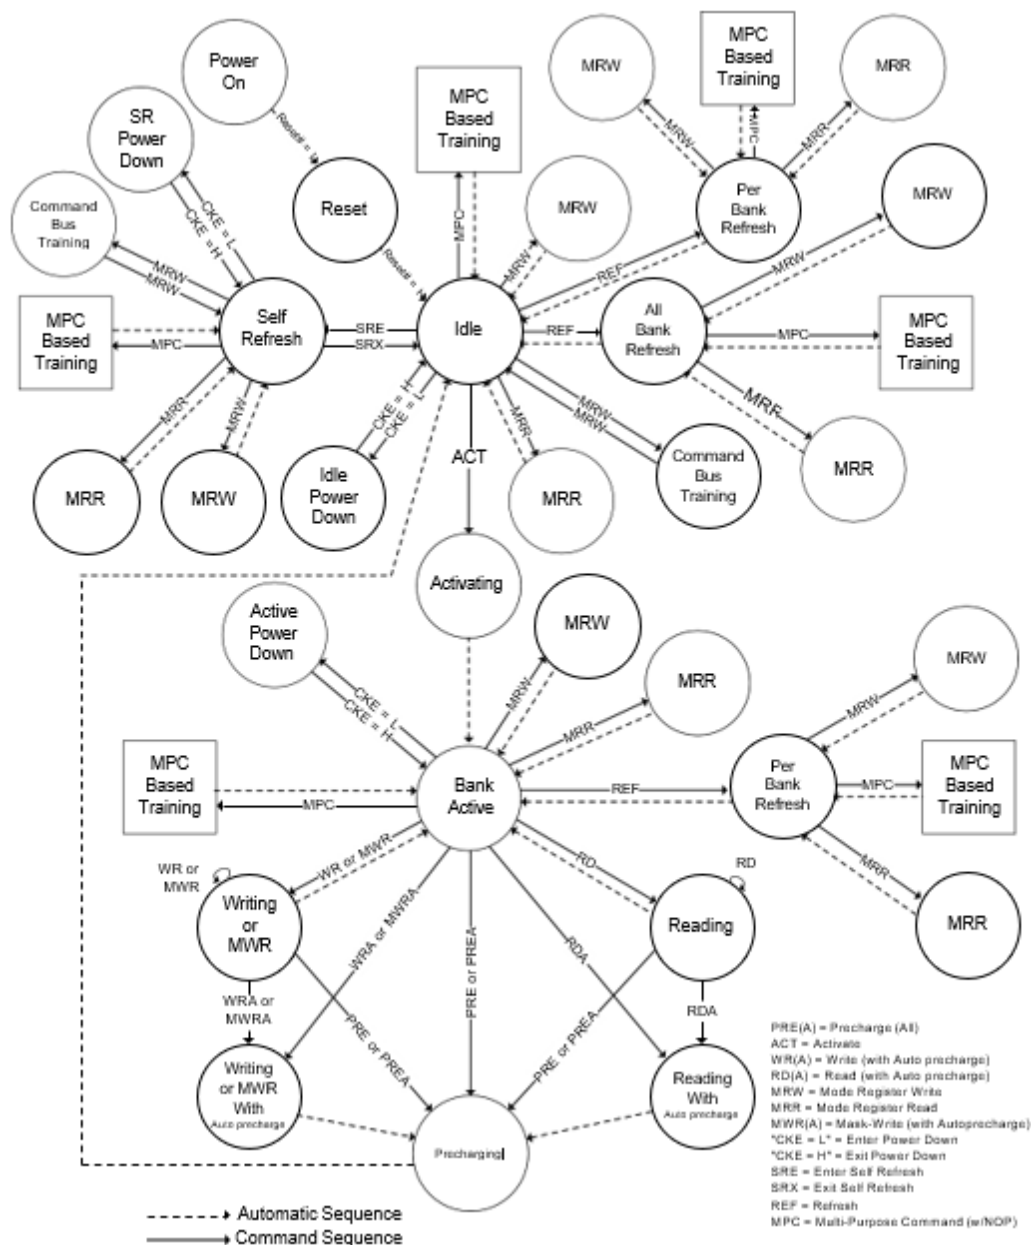 Power
On
MPC
Based
Training
MRW
MPC
Based
Training
MRR
SR
Power
Down
Command
Bus
Training
Reset
MRW
Per
Bank
Refresh
MRW
Reset# = H
CKE = L
CKE = H
MRW
MRW
MPC
MRW
MRW
MPC
MRR
REF
MRW
MPC
Based
Training
MPC
Self
Refresh
SRE
SRX
Idle
REF
All
Bank
Refresh
MPC
MPC
Based
Training
MRR
MRW
CKE = H
CKE = L
ACT
MRR
MRW
MRW
MRR
MRR
MRW
Idle
Power
Down
MRR
Command
Bus
Training
MRR
Activating
Active
Power
Down
MRW
MRR
MRW
CKE = L
CKE = H
MRW
MRR
MRW
MPC
Based
Training
MPC
Bank
Active
REF
Per
Bank
Refresh
MPC
MPC
Based
Training
MRR
WR or
MWR
WR or MWR
RD
RD
Writing
or
MWR
Reading
MRR
WRA or MWRA
PRE or PREA
RDA
WRA or
MWRA
PRE or PREA
PRE or PREA
RDA
Writing
or MWR
With
Auto precharge
Reading
With
Auto precharge
Precharging
PRE(A) = Precharge (All)
ACT = Activate
WR(A) = Write (with Auto precharge)
RD(A) = Read (with Auto precharge)
MRW = Mode Register Write
MRR = Mode Register Read
MWR(A) = Mask-Write (with Autoprecharge)
"CKE = L" = Enter Power Down
"CKE = H" = Exit Power Down
SRE = Enter Self Refresh
SRX = Exit Self Refresh
REF = Refresh
MPC = Multi-Purpose Command (w/NOP)
Automatic Sequence
Command Sequence